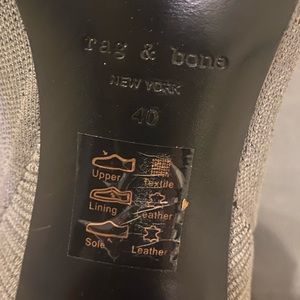 rag & bone
NEW YORK
40
Upper Textile
Lining Leather
Sole Leather